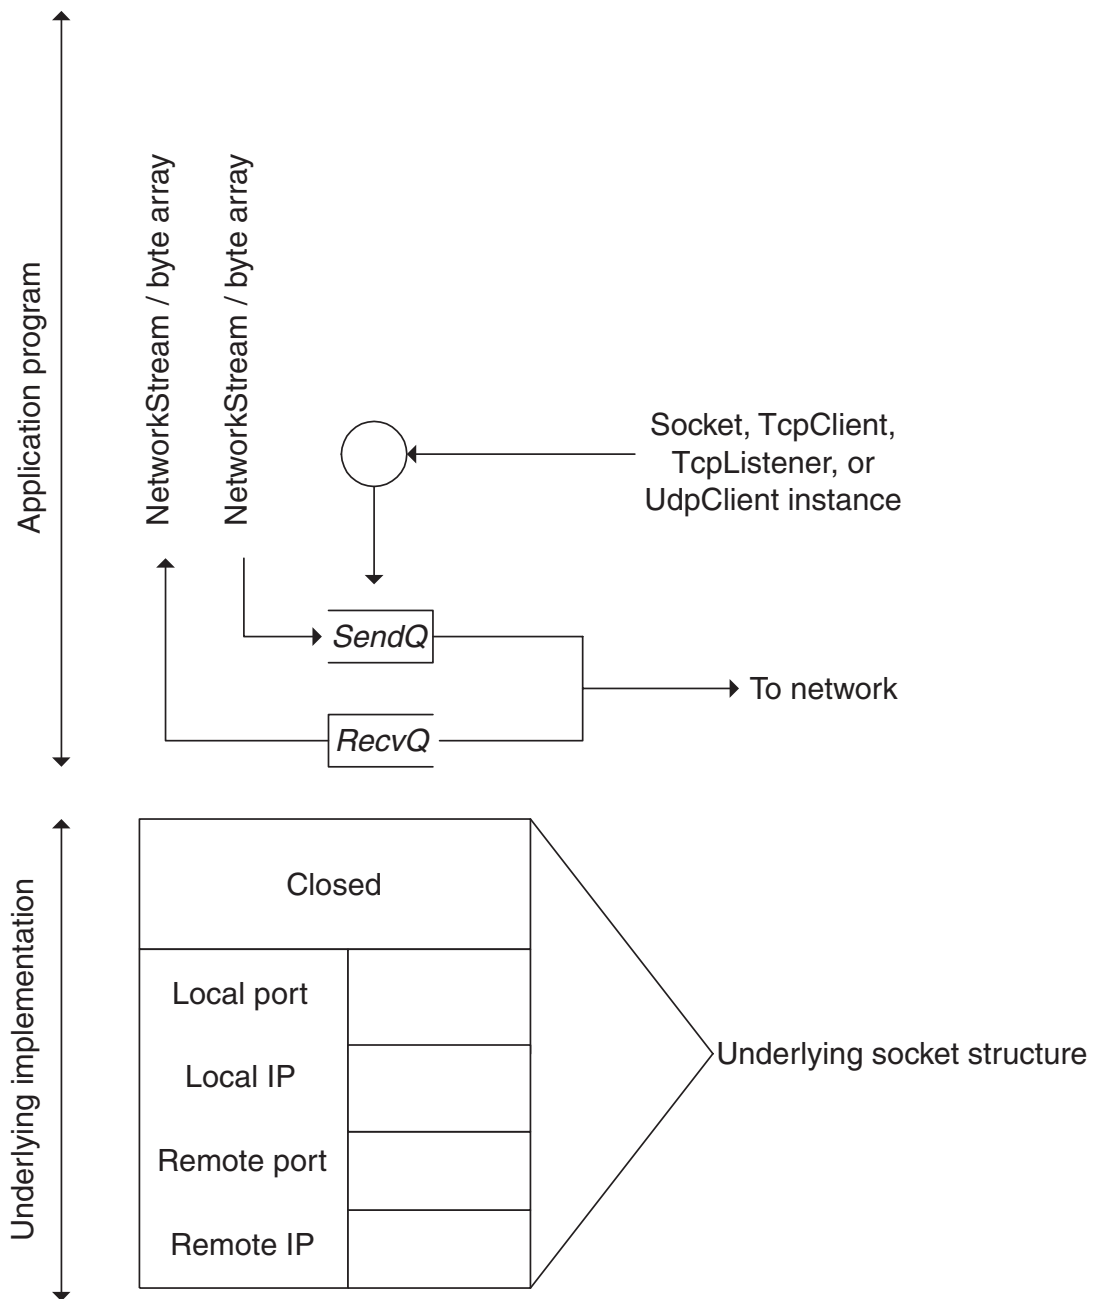 Application program
NetworkStream / byte array
NetworkStream / byte array
Socket, TcpClient,
TcpListener, or
UdpClient instance
SendQ
To network
RecvQ
Underlying implementation
Closed
Local port
Local IP
Underlying socket structure
Remote port
Remote IP